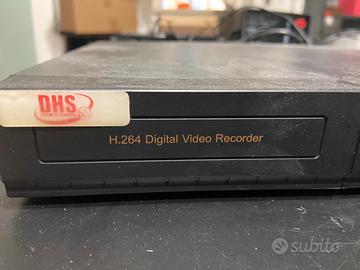 DHS
H.264 Digital Video Recorder
subito